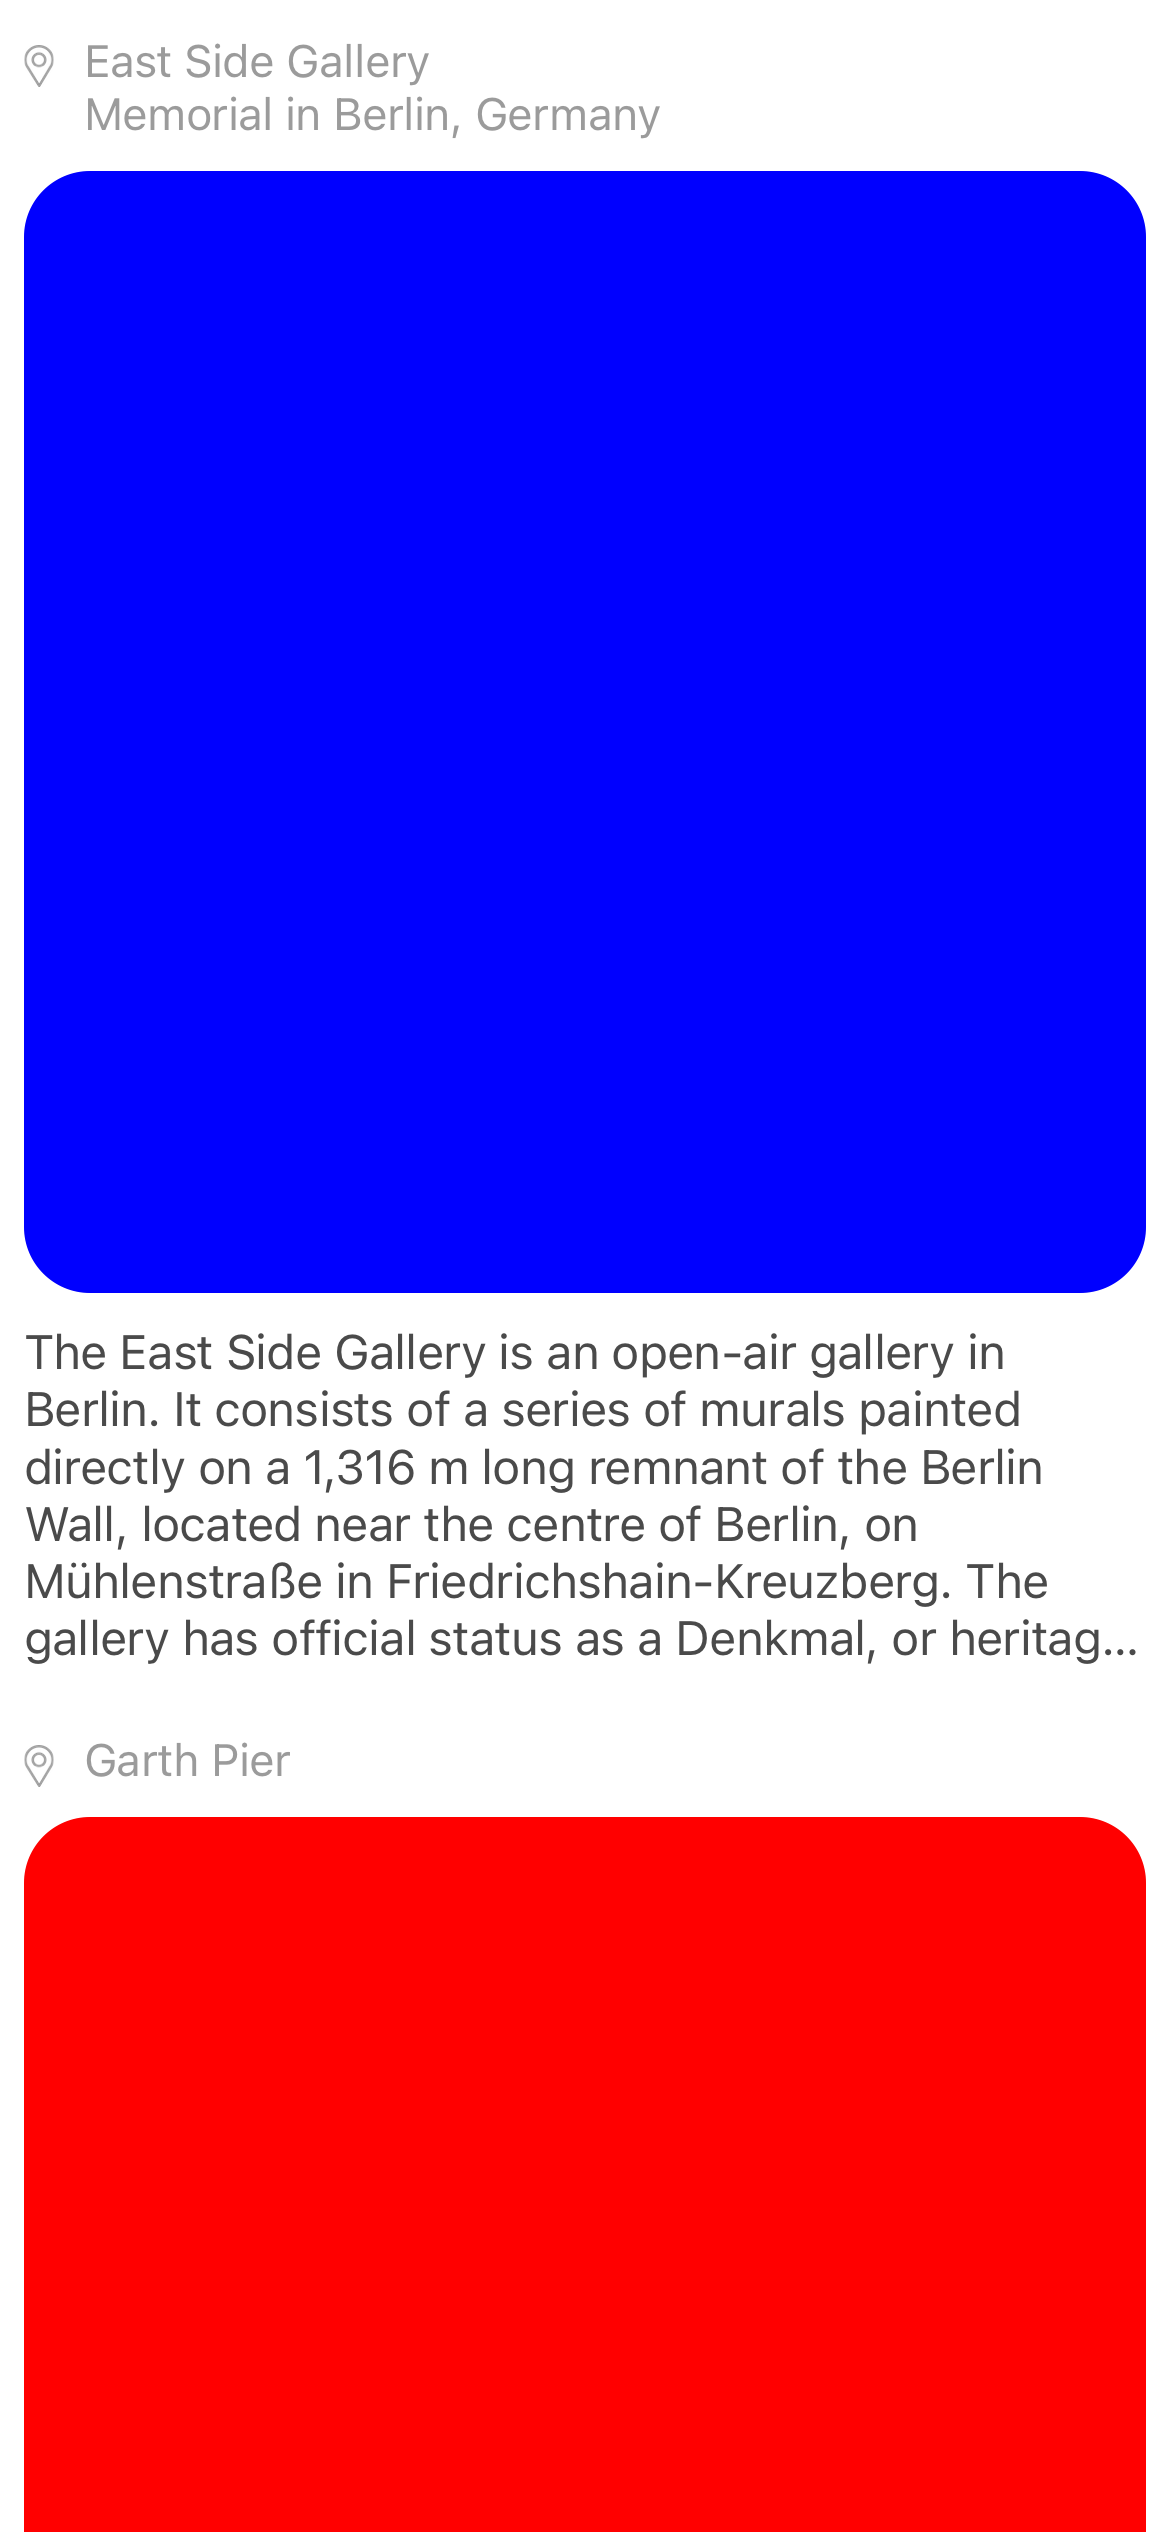 East Side Gallery
Memorial in Berlin, Germany
The East Side Gallery is an open-air gallery in
Berlin. It consists of a series of murals painted
directly on a 1,316 m long remnant of the Berlin
Wall, located near the centre of Berlin, on
Mühlenstraße in Friedrichshain-Kreuzberg. The
gallery has official status as a Denkmal, or heritag…
Garth Pier